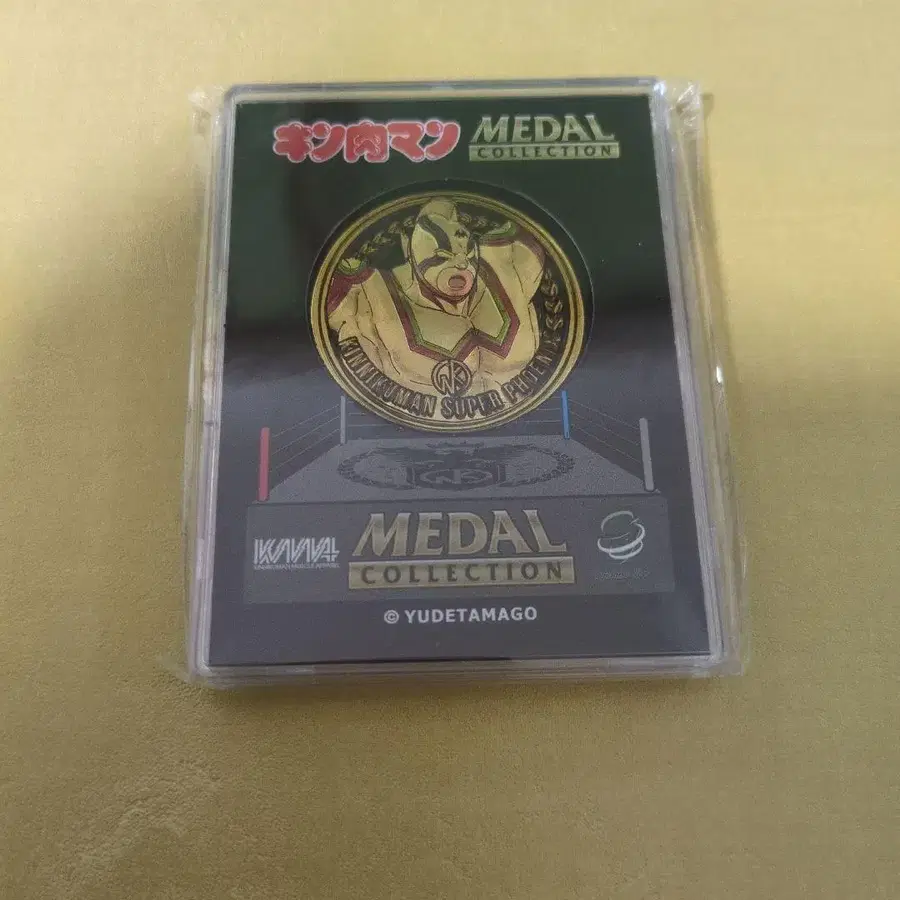 キン肉マン MEDAL COLLECTION
KINNIKUMAN SUPER PHOENIX
MEDAL
COLLECTION
© YUDETAMAGO